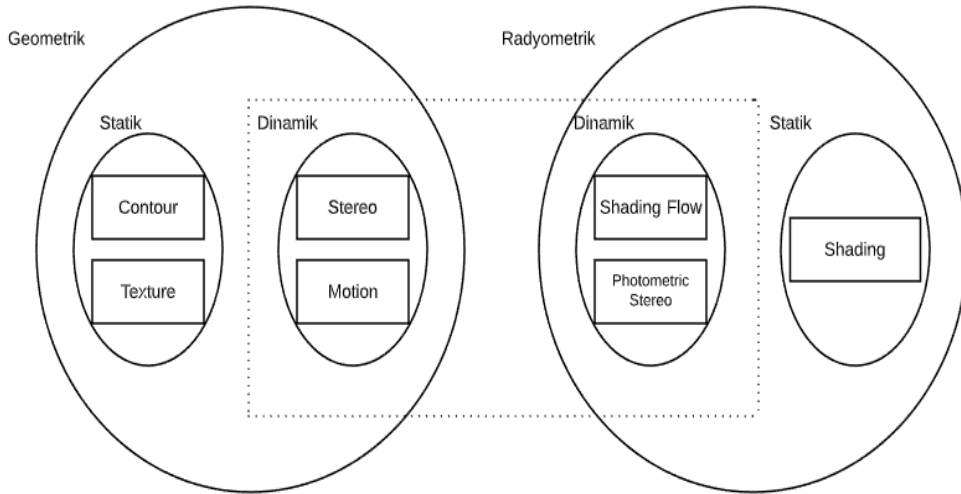 Geometrik
Radyometrik
Statik
Dinamik
Dinamik
Statik
Contour
Stereo
Shading Flow
Shading
Texture
Motion
Photometric
Stereo